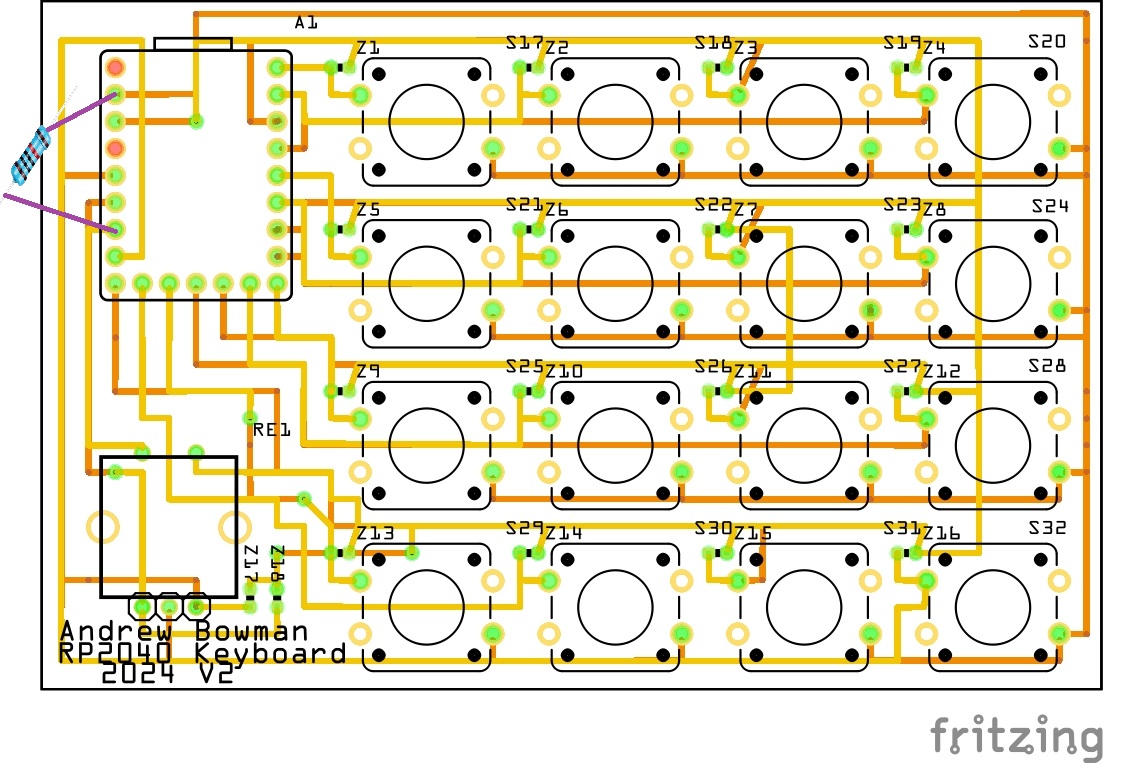 A1
Z1 S17 Z2 S18 Z3 S19 Z4 S20
Z5 S21 Z6 S22 Z7 S23 Z8 S24
Z9 S25 Z10 S26 Z11 S27 Z12 S28
RE1
Z13 S29 Z14 S30 Z15 S31 Z16 S32
Z17 Z18
Andrew Bowman
RP2040 Keyboard
2024 V2
fritzing